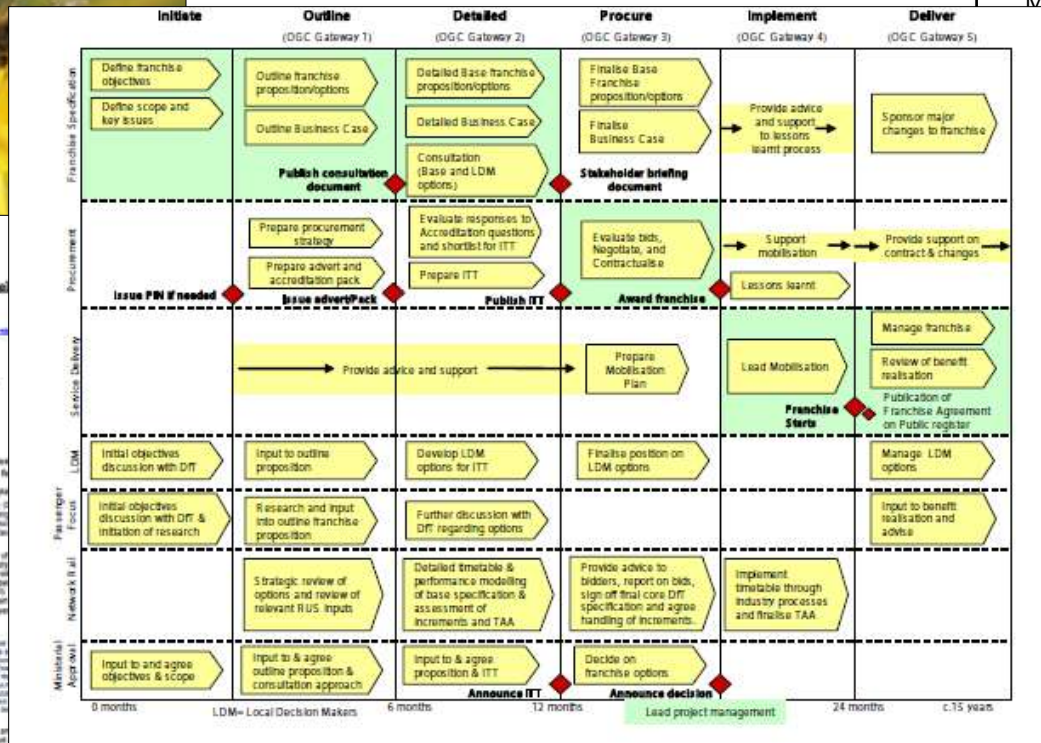 Initiate
Outline
Detailed
Procure
Implement
Deliver
(OGC Gateway 1)
(OGC Gateway 2)
(OGC Gateway 3)
(OGC Gateway 4)
(OGC Gateway 5)
Franchise Specification
Define franchise
objectives
Define scope and
key issues
Outline franchise
proposition/options
Outline Business Case
Publish consultation
document
Detailed Base franchise
proposition/options
Detailed Business Case
Consultation
(Base and LDM
options)
Finalise Base
Franchise
proposition/options
Finalise
Business Case
Stakeholder briefing
document
Provide advice
and support
to lessons
learnt process
Sponsor major
changes to franchise
Procurement
Issue PIN if needed
Prepare procurement
strategy
Prepare advert and
accreditation pack
Issue advert/Pack
Evaluate responses to
Accreditation questions
and shortlist for ITT
Prepare ITT
Publish ITT
Evaluate bids,
Negotiate, and
Contractualise
Award franchise
Support
mobilisation
Lessons learnt
Provide support on
contract & changes
Service Delivery
Provide advice and support
Prepare
Mobilisation
Plan
Lead Mobilisation
Franchise
Starts
Manage franchise
Review of benefit
realisation
Publication of
Franchise Agreement
on Public register
LDM
Initial objectives
discussion with DfT
Input to outline
proposition
Develop LDM
options for ITT
Finalise position on
LDM options
Manage LDM
options
Passenger
Focus
Initial objectives
discussion with DfT &
initiation of research
Research and input
into outline franchise
proposition
Further discussion with
DfT regarding options
Input to benefit
realisation and
advise
Network Rail
Strategic review of
options and review of
relevant RUS inputs
Detailed timetable &
performance modelling
of base specification &
assessment of
increments and TAA
Provide advice to
bidders, report on bids,
sign off final core DfT
specification and agree
handling of increments.
Implement
timetable through
industry processes
and finalise TAA
Ministerial
Approval
Input to and agree
objectives & scope
Input to & agree
outline proposition &
consultation approach
Input to & agree
proposition & ITT
Announce ITT
Decide on
franchise options
Announce decision
0 months
LDM= Local Decision Makers
6 months
12 months
Lead project management
24 months
c.15 years